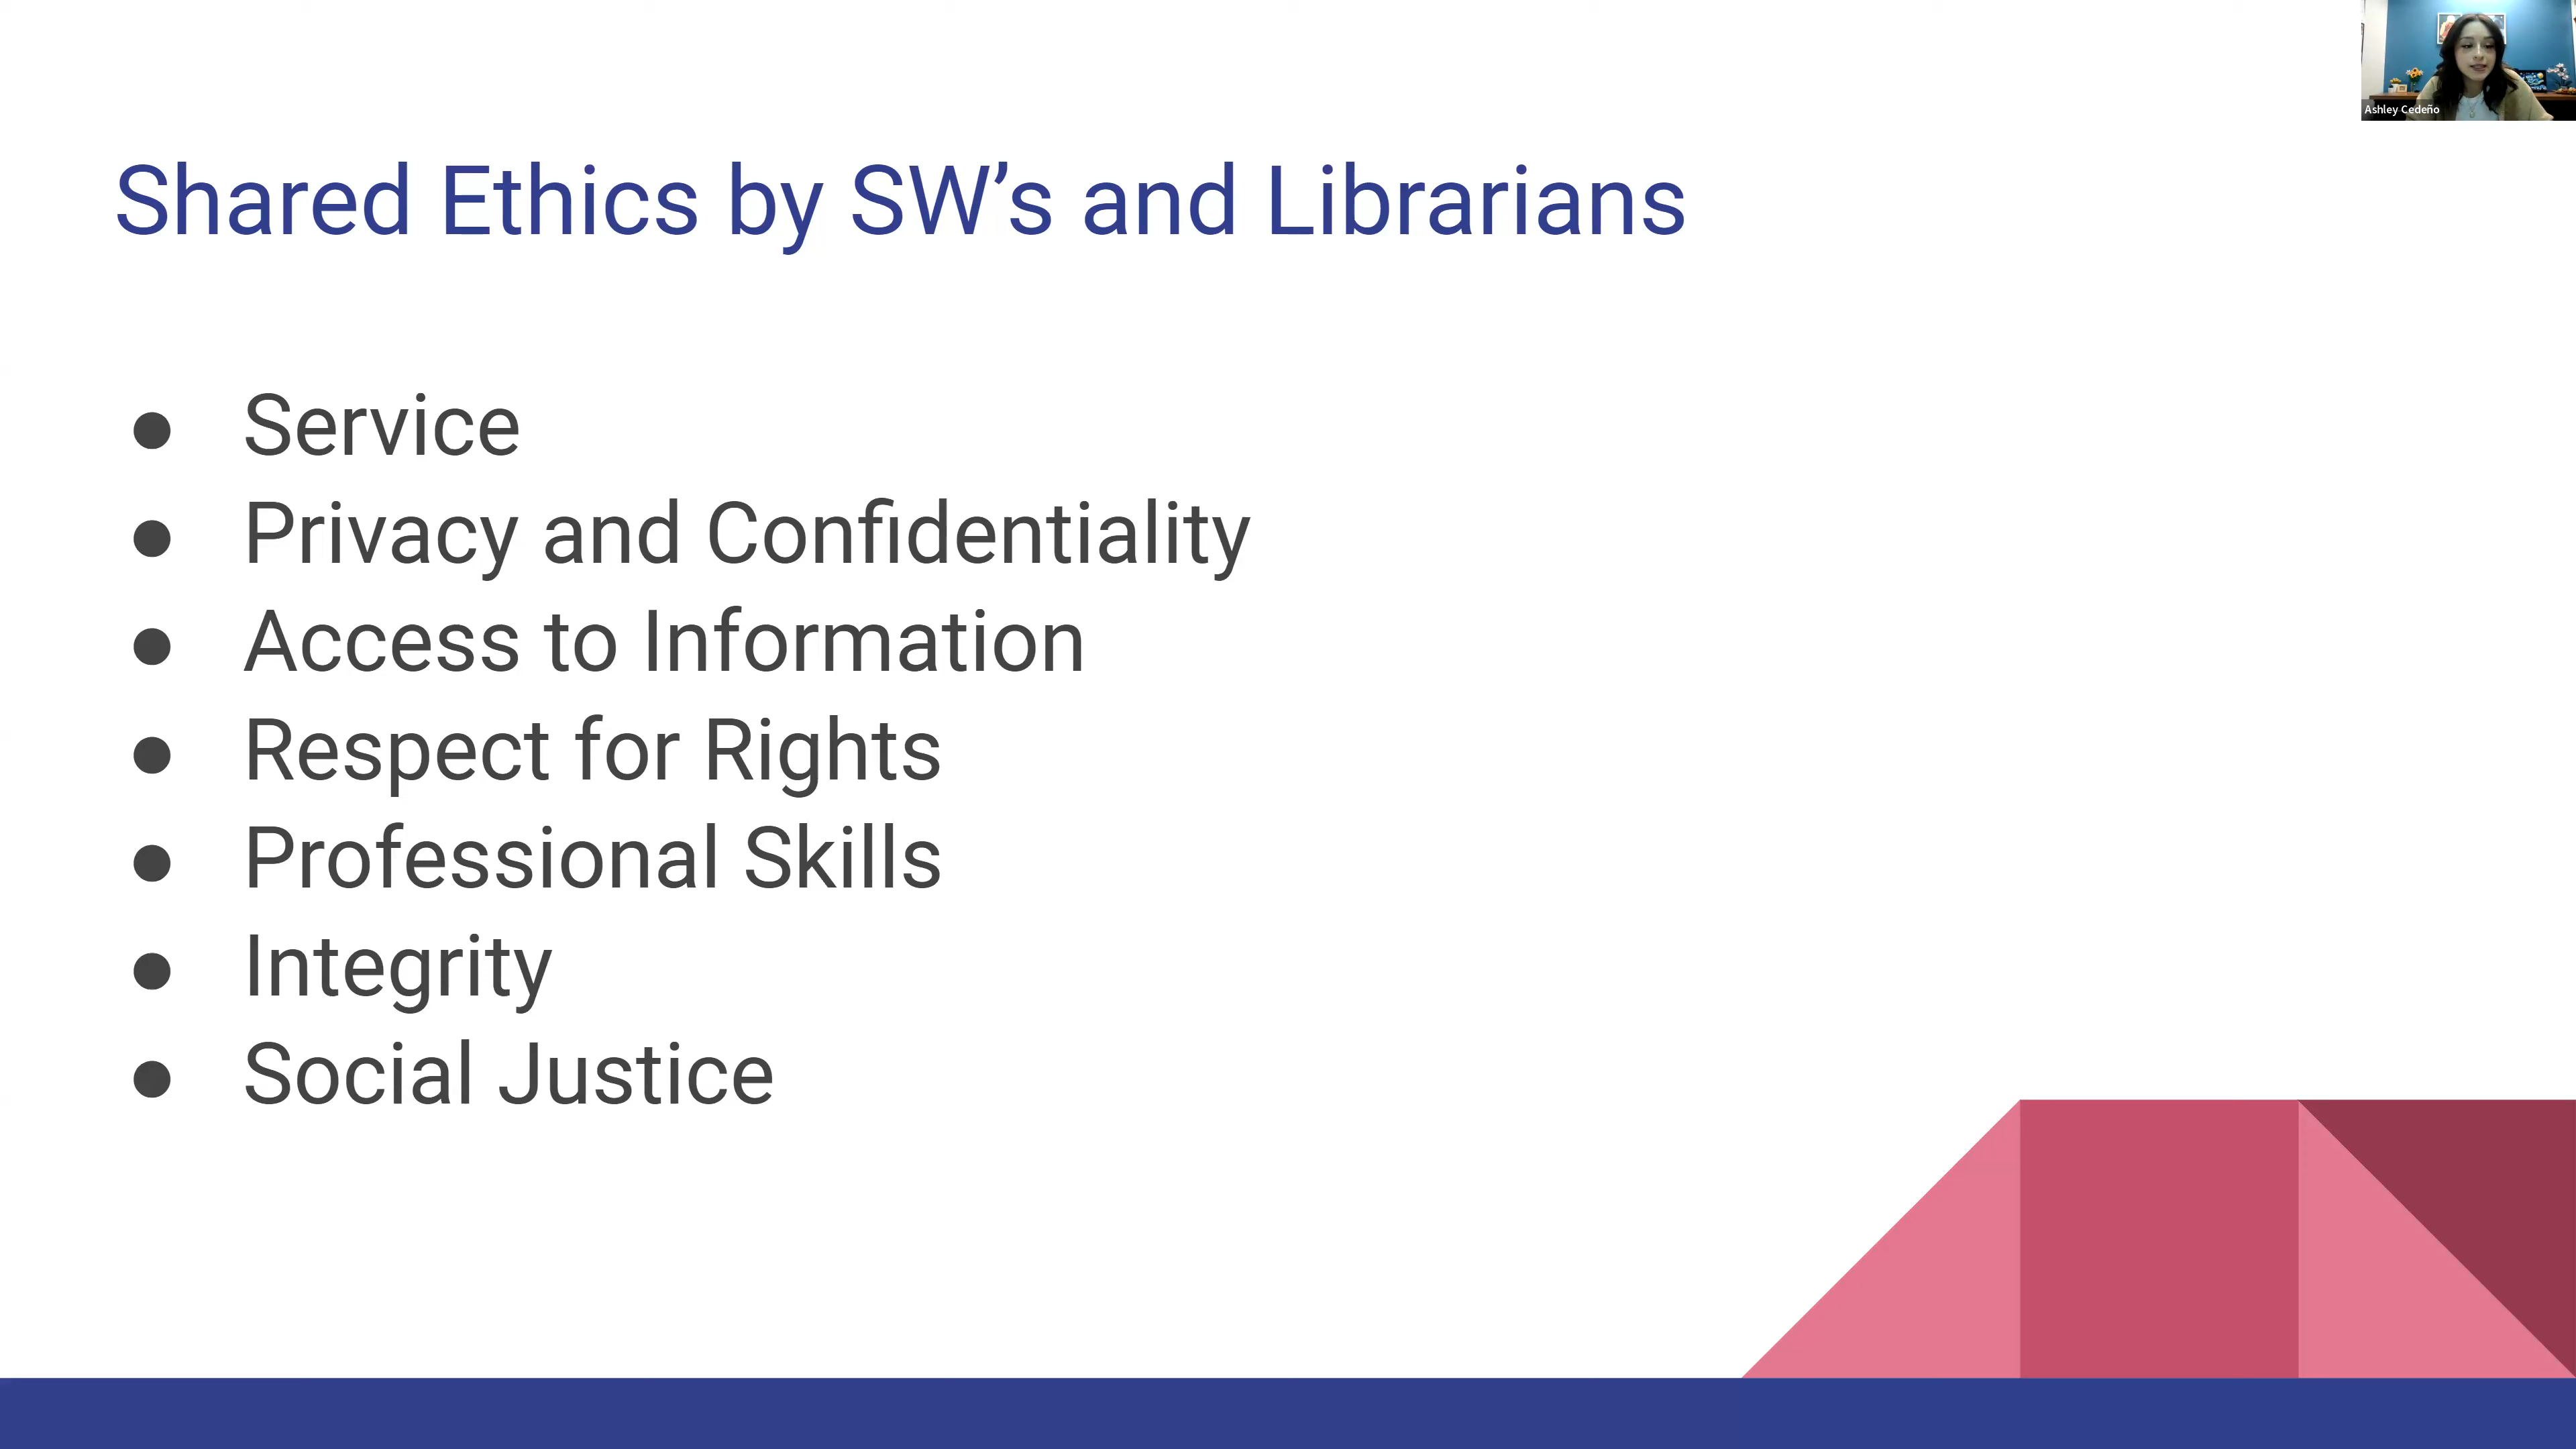 Ashley Cedeño
Shared Ethics by SW’s and Librarians
● Service
● Privacy and Confidentiality
● Access to Information
● Respect for Rights
● Professional Skills
● Integrity
● Social Justice